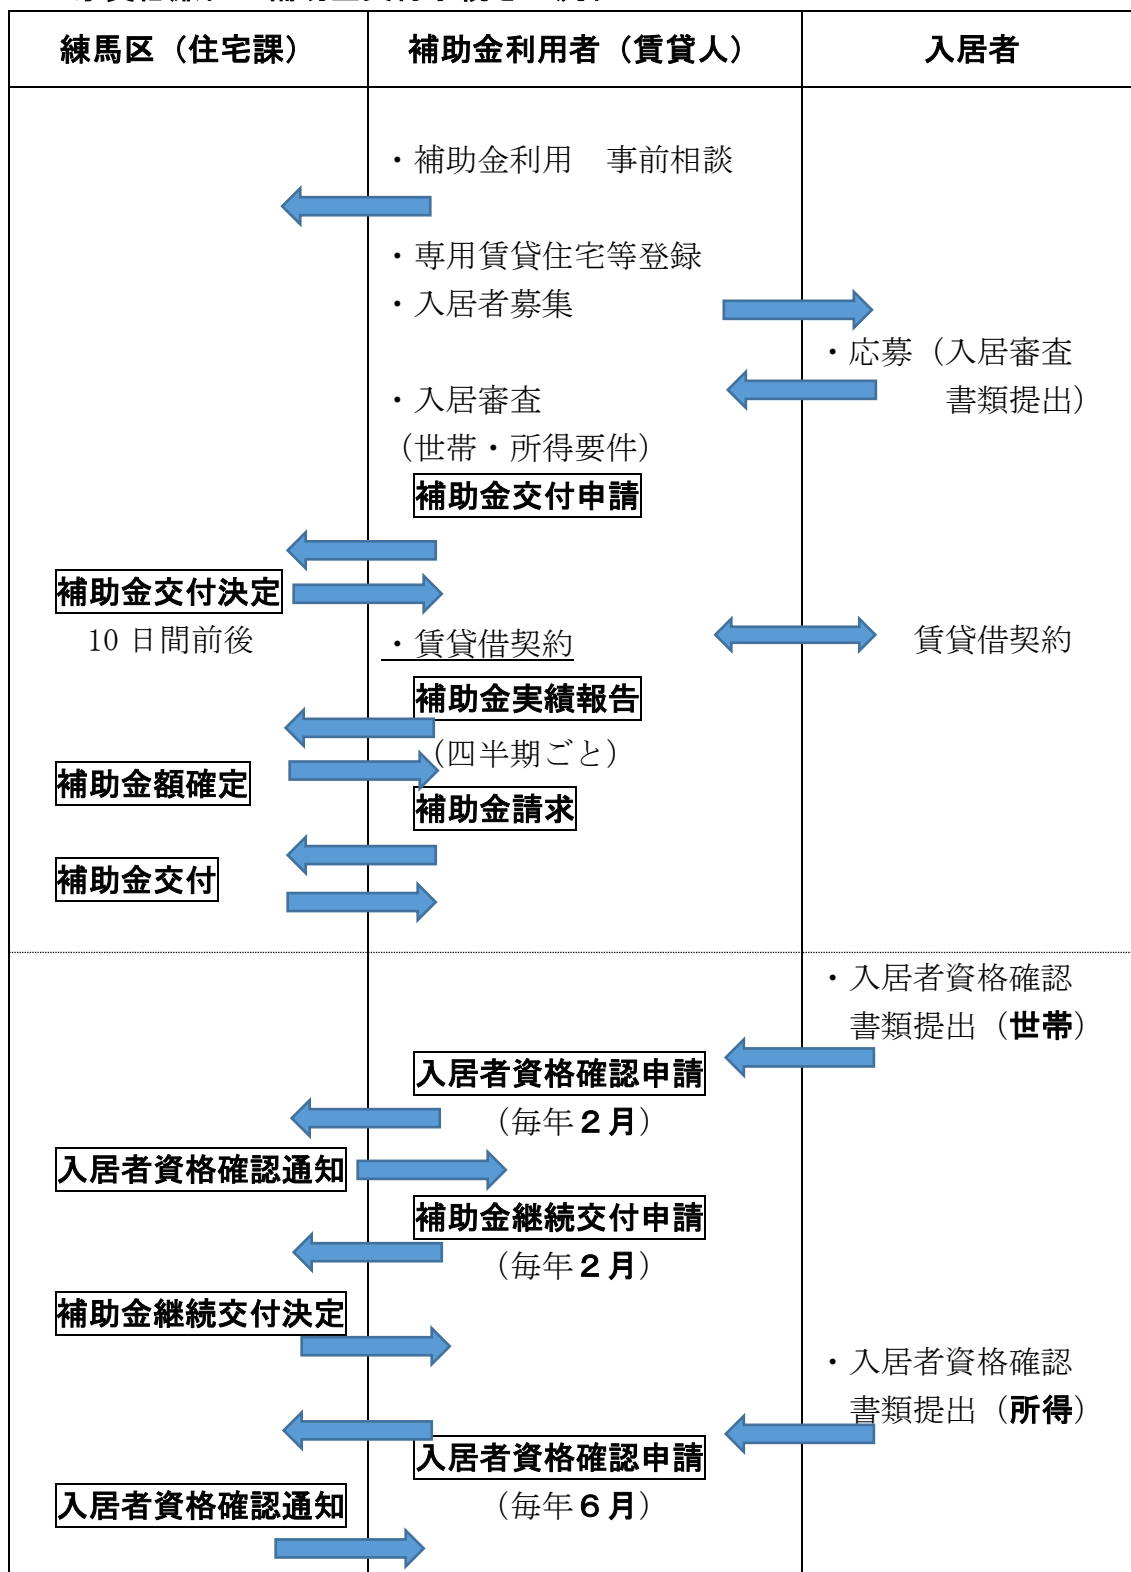 練馬区（住宅課）
補助金利用者（賃貸人）
入居者
・補助金利用　事前相談
・専用賃貸住宅等登録
・入居者募集
・応募（入居審査
書類提出）
・入居審査
（世帯・所得要件）
補助金交付申請
補助金交付決定
10 日間前後
・賃貸借契約
賃貸借契約
補助金実績報告
（四半期ごと）
補助金額確定
補助金請求
補助金交付
・入居者資格確認
書類提出（世帯）
入居者資格確認申請
（毎年２月）
入居者資格確認通知
補助金継続交付申請
（毎年２月）
補助金継続交付決定
・入居者資格確認
書類提出（所得）
入居者資格確認申請
（毎年６月）
入居者資格確認通知